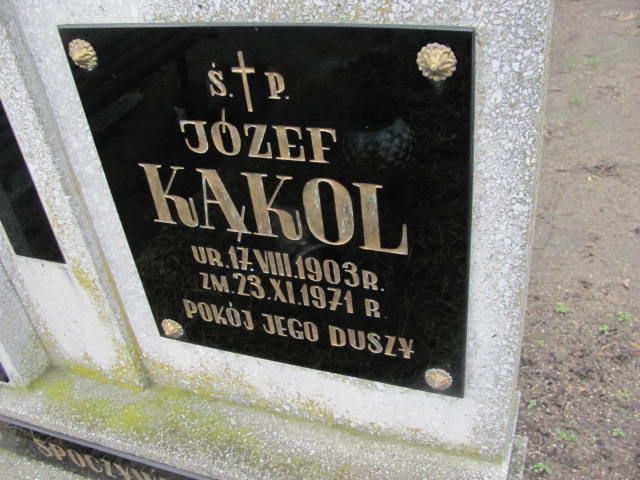 Ś. P.
JÓZEF
KĄKOL
UR. 17.VIII.1903 R.
ZM. 23.XI.1971 R.
POKÓJ JEGO DUSZY